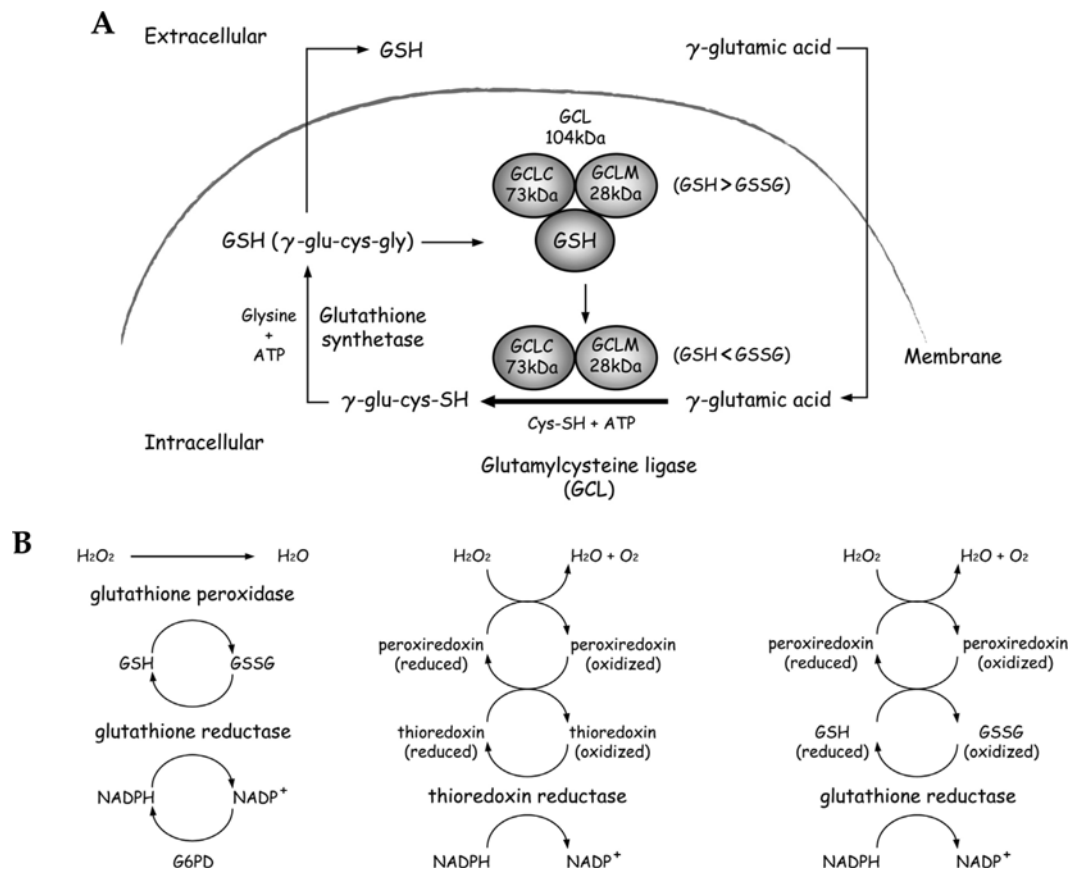 A
Extracellular
GSH
γ-glutamic acid
GCL
104kDa
GCLC
73kDa
GCLM
28kDa
(GSH > GSSG)
GSH
GSH (γ-glu-cys-gly)
Glycine
+
ATP
Glutathione
synthetase
GCLC
73kDa
GCLM
28kDa
(GSH < GSSG)
Membrane
γ-glu-cys-SH
γ-glutamic acid
Cys-SH + ATP
Intracellular
Glutamylcysteine ligase
(GCL)
B
H2O2
H2O
glutathione peroxidase
GSH
GSSG
glutathione reductase
NADPH
NADP+
G6PD
H2O2
H2O + O2
peroxiredoxin
(reduced)
peroxiredoxin
(oxidized)
thioredoxin
(reduced)
thioredoxin
(oxidized)
thioredoxin reductase
NADPH
NADP+
H2O2
H2O + O2
peroxiredoxin
(reduced)
peroxiredoxin
(oxidized)
GSH
(reduced)
GSSG
(oxidized)
glutathione reductase
NADPH
NADP+